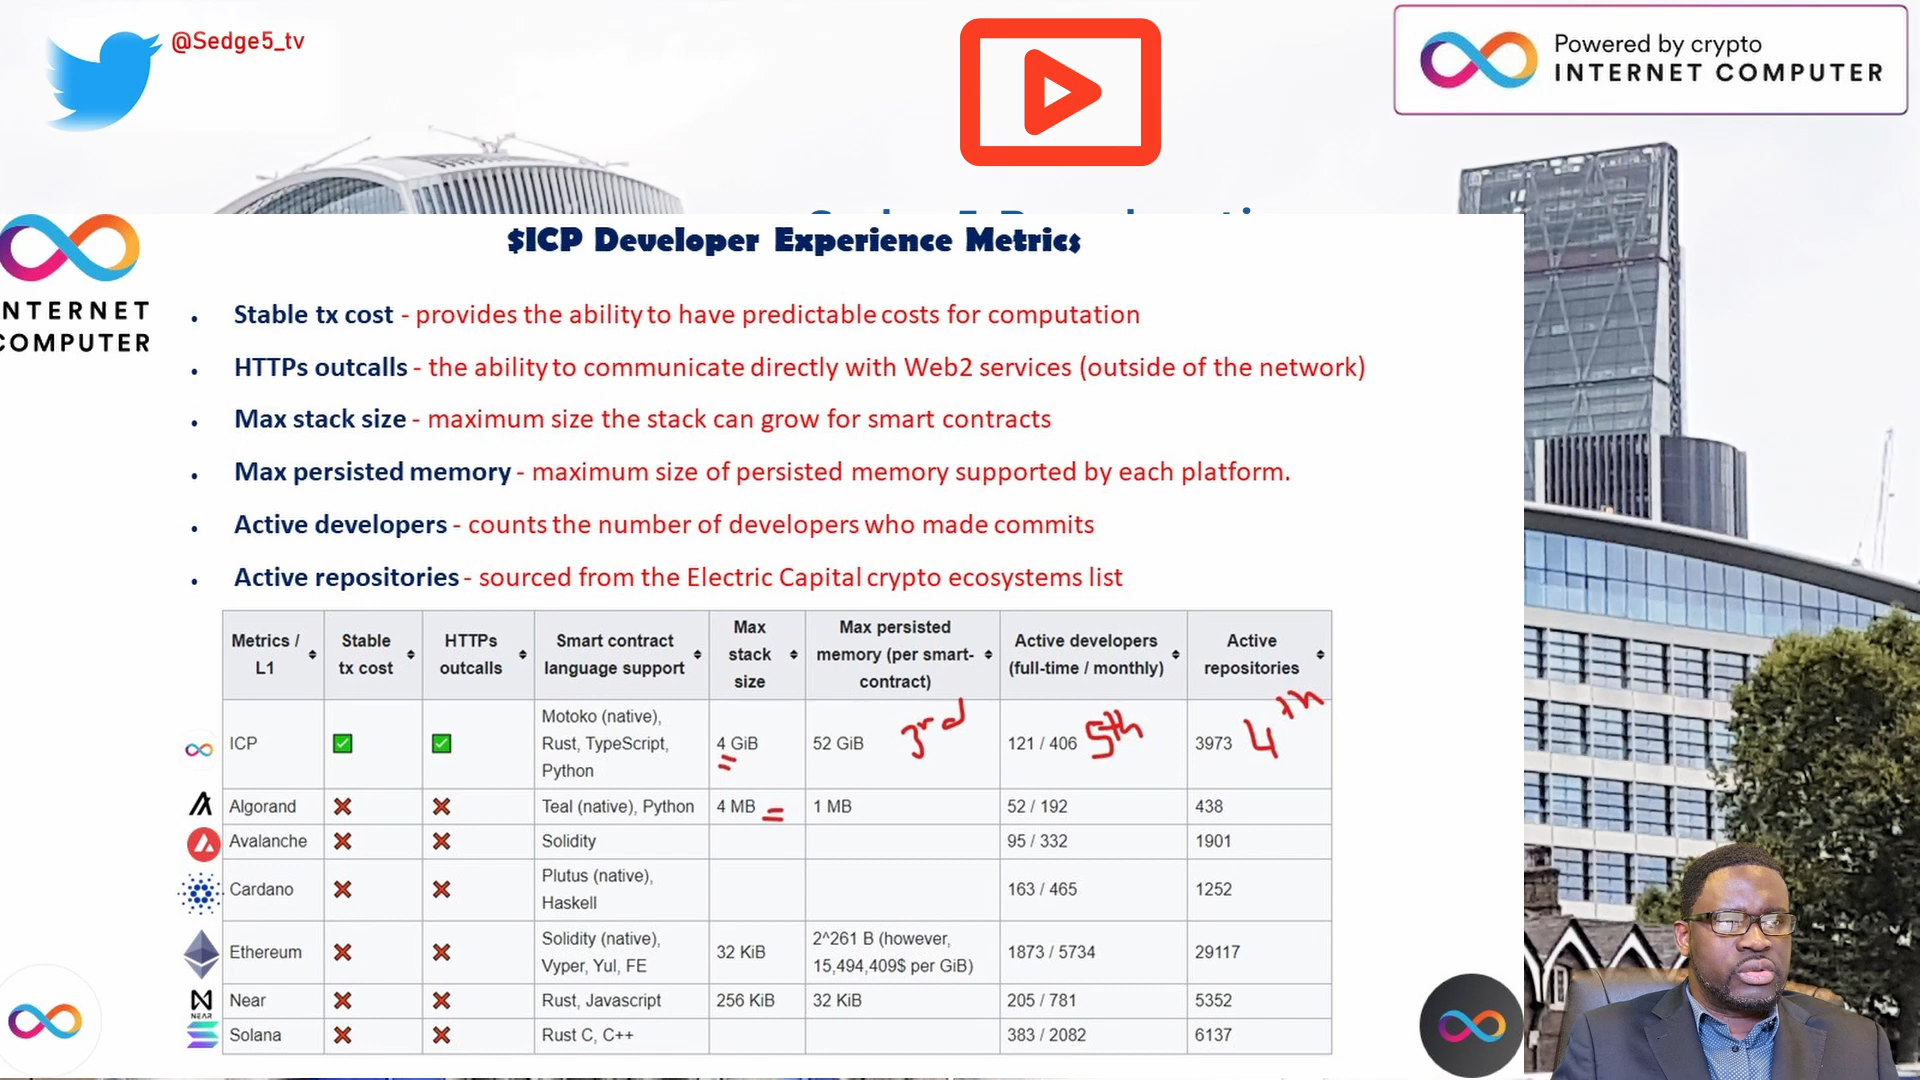 @Sedge5_tv
Powered by crypto
INTERNET COMPUTER
$ICP Developer Experience Metrics
INTERNET
COMPUTER
• Stable tx cost - provides the ability to have predictable costs for computation
• HTTPs outcalls - the ability to communicate directly with Web2 services (outside of the network)
• Max stack size - maximum size the stack can grow for smart contracts
• Max persisted memory - maximum size of persisted memory supported by each platform.
• Active developers - counts the number of developers who made commits
• Active repositories - sourced from the Electric Capital crypto ecosystems list
Metrics / L1 Stable tx cost HTTPs outcalls Smart contract language support Max stack size Max persisted memory (per smart-contract) Active developers (full-time / monthly) Active repositories
ICP ✅ ✅ Motoko (native), Rust, TypeScript, Python 4 GiB = 52 GiB 3rd 121 / 406 5th 3973 4th
Algorand ❌ ❌ Teal (native), Python 4 MB = 1 MB 52 / 192 438
Avalanche ❌ ❌ Solidity 95 / 332 1901
Cardano ❌ ❌ Plutus (native), Haskell 163 / 465 1252
Ethereum ❌ ❌ Solidity (native), Vyper, Yul, FE 32 KiB 2^261 B (however, 15,494,409$ per GiB) 1873 / 5734 29117
NEAR
Near ❌ ❌ Rust, Javascript 256 KiB 32 KiB 205 / 781 5352
Solana ❌ ❌ Rust C, C++ 383 / 2082 6137